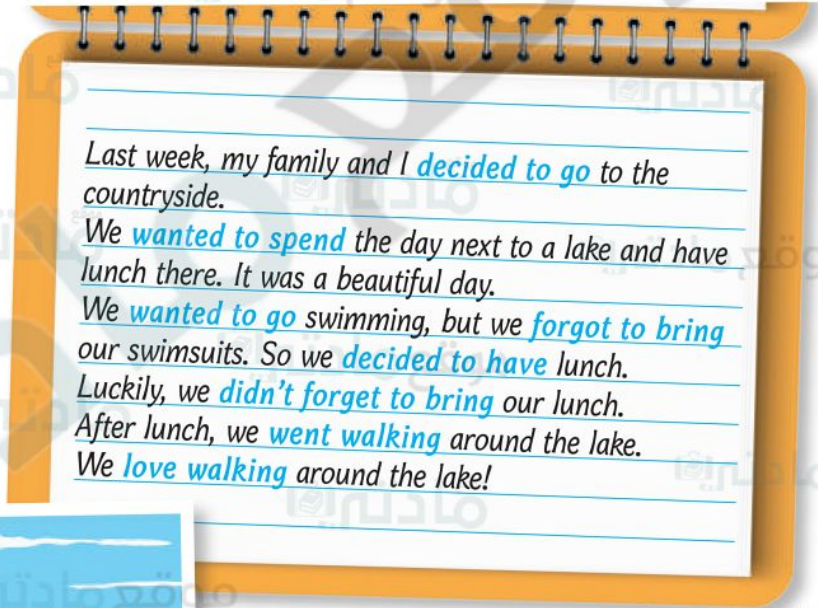 Last week, my family and I decided to go to the
countryside.
We wanted to spend the day next to a lake and have
lunch there. It was a beautiful day.
We wanted to go swimming, but we forgot to bring
our swimsuits. So we decided to have lunch.
Luckily, we didn't forget to bring our lunch.
After lunch, we went walking around the lake.
We love walking around the lake!